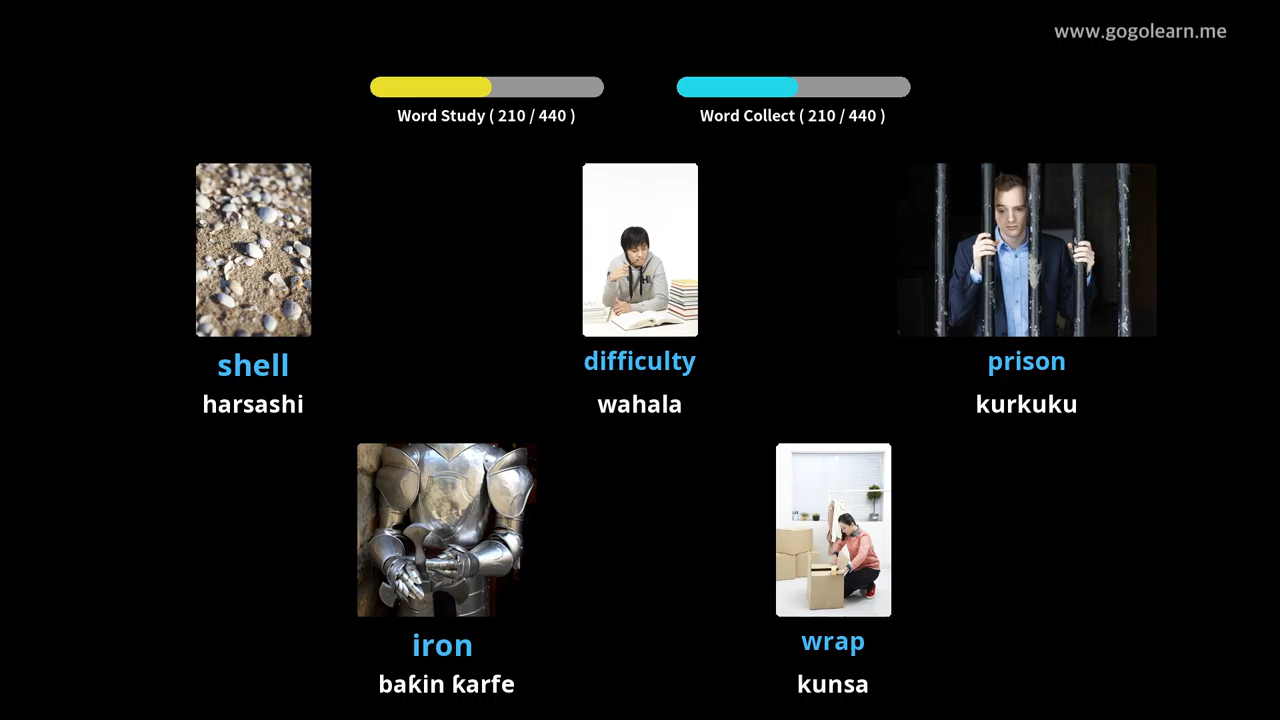 www.gogolearn.me
Word Study ( 210 / 440 )
Word Collect ( 210 / 440 )
shell
harsashi
difficulty
wahala
prison
kurkuku
iron
baƙin ƙarfe
wrap
kunsa